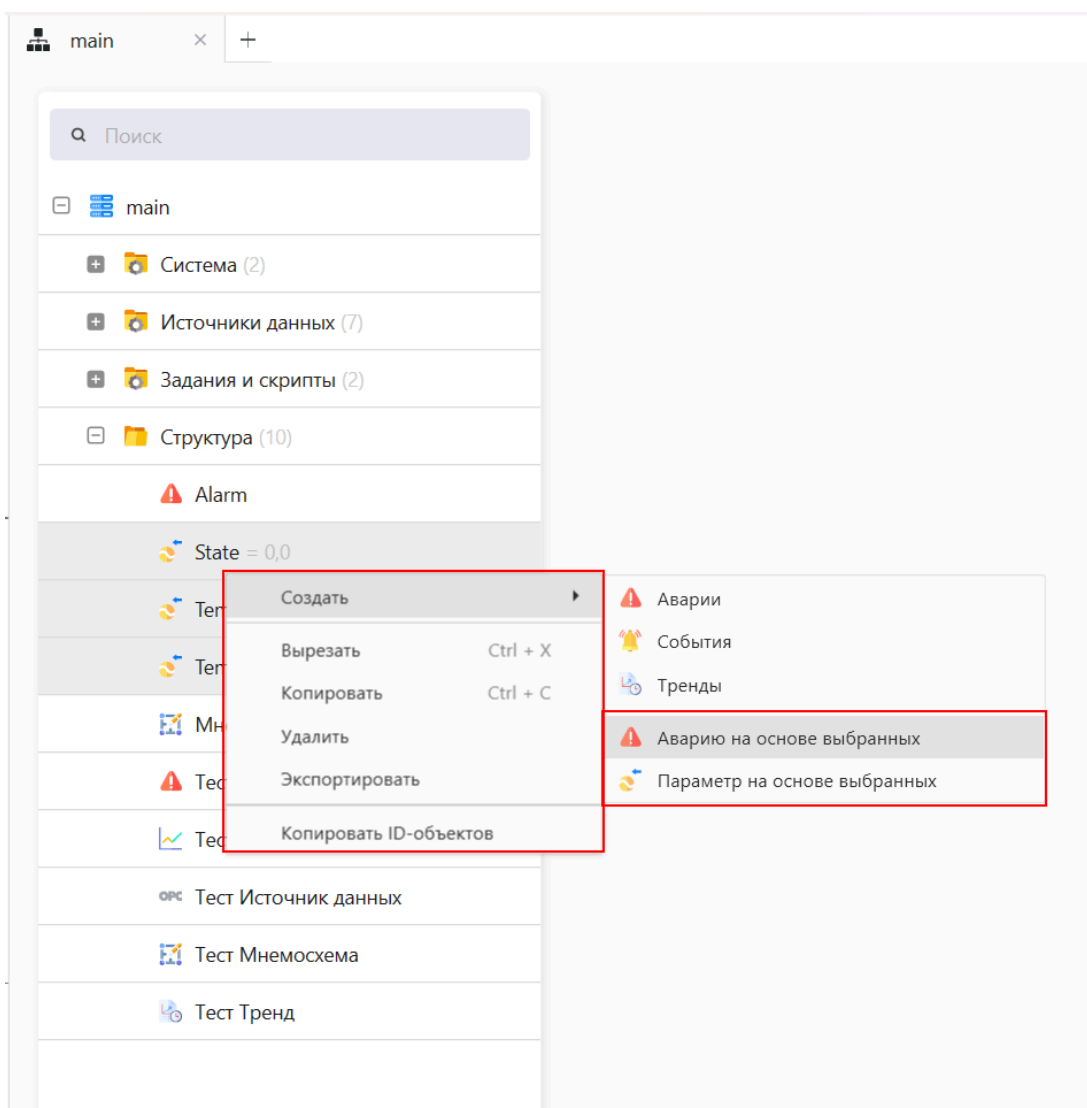 main × +
Поиск
main
Система (2)
Источники данных (7)
Задания и скрипты (2)
Структура (10)
Alarm
State = 0,0
Создать
Аварии
События
Вырезать Ctrl + X
Копировать Ctrl + C
Тренды
Удалить
Аварию на основе выбранных
Экспортировать
Параметр на основе выбранных
Копировать ID-объектов
OPC Тест Источник данных
Тест Мнемосхема
Тест Тренд